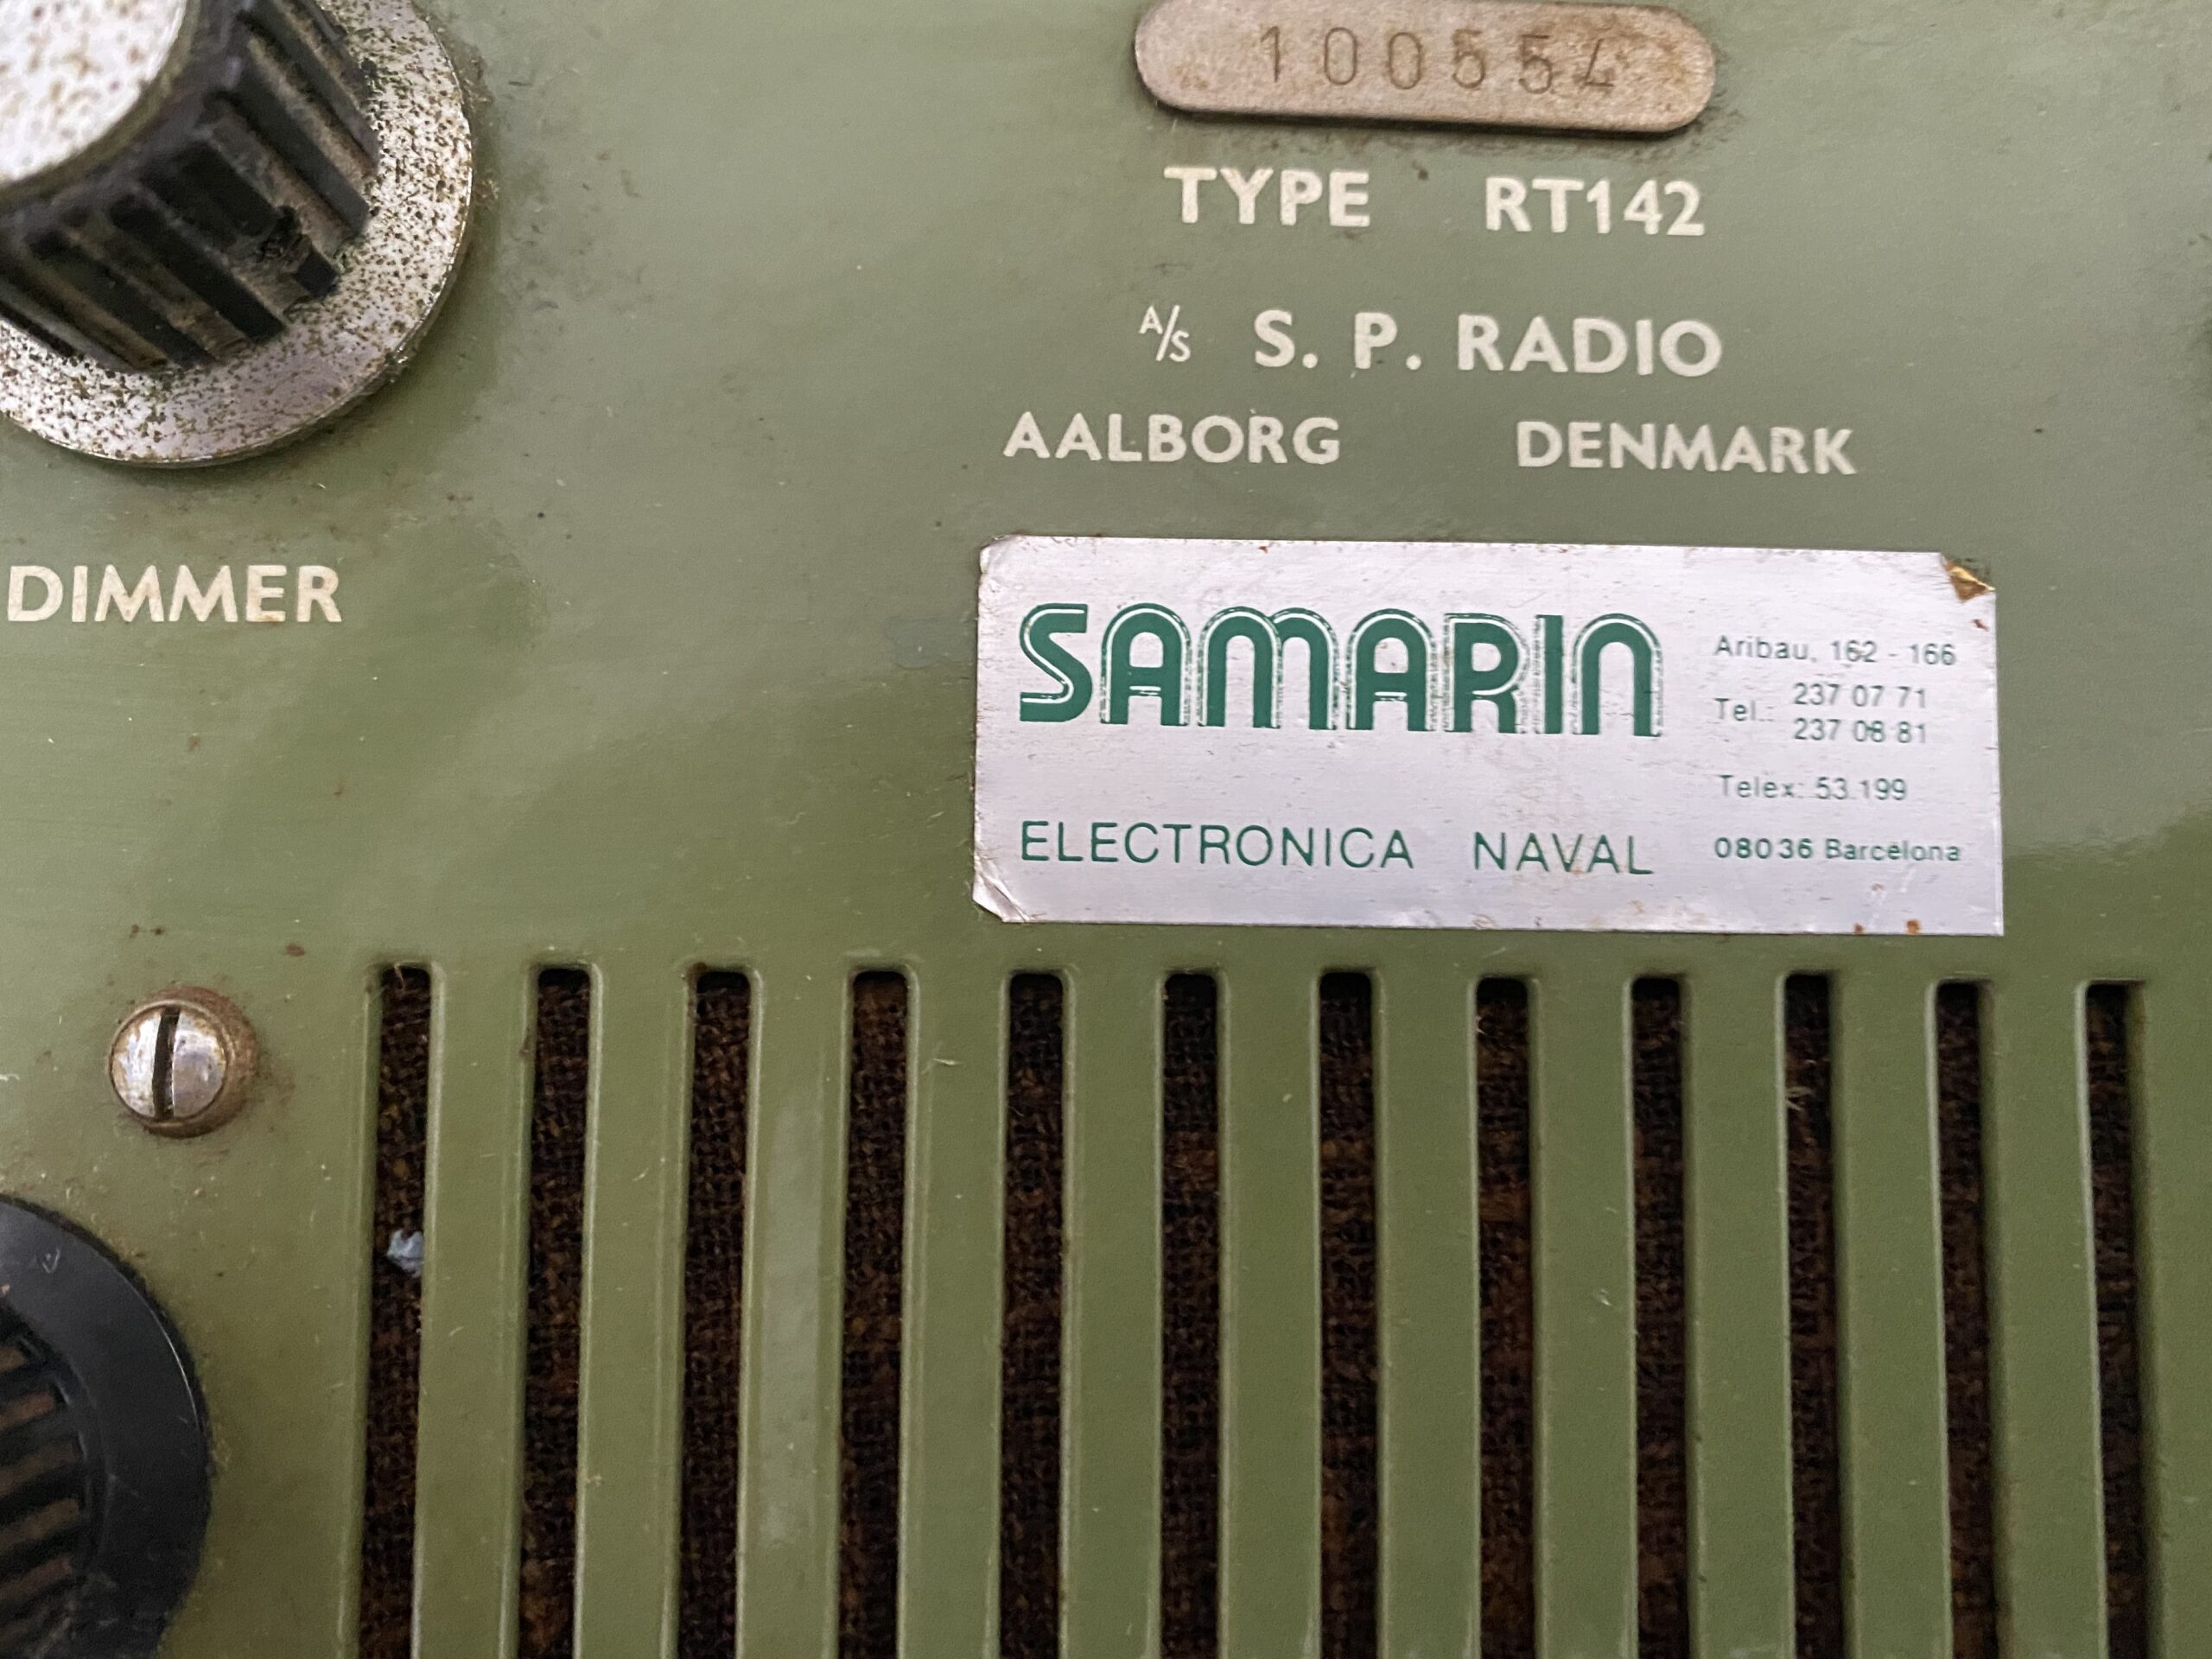 100554
TYPE RT142
A/S S. P. RADIO
AALBORG DENMARK
DIMMER
SAMARIN
ELECTRONICA NAVAL
Aribau, 162 - 166
Tel.: 237 07 71
237 08 81
Telex: 53.199
08036 Barcelona